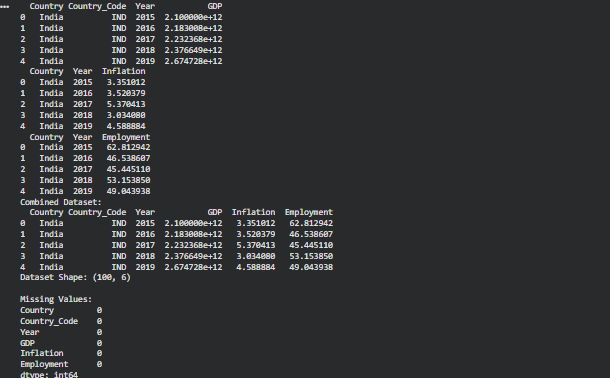 Country Country_Code Year GDP
0 India IND 2015 2.100000e+12
1 India IND 2016 2.183008e+12
2 India IND 2017 2.232368e+12
3 India IND 2018 2.376649e+12
4 India IND 2019 2.674728e+12
Country Year Inflation
0 India 2015 3.351012
1 India 2016 3.520379
2 India 2017 5.370413
3 India 2018 3.034080
4 India 2019 4.588884
Country Year Employment
0 India 2015 62.812942
1 India 2016 46.538607
2 India 2017 45.445110
3 India 2018 53.153850
4 India 2019 49.043938
Combined Dataset:
Country Country_Code Year GDP Inflation Employment
0 India IND 2015 2.100000e+12 3.351012 62.812942
1 India IND 2016 2.183008e+12 3.520379 46.538607
2 India IND 2017 2.232368e+12 5.370413 45.445110
3 India IND 2018 2.376649e+12 3.034080 53.153850
4 India IND 2019 2.674728e+12 4.588884 49.043938
Dataset Shape: (100, 6)
Missing Values:
Country 0
Country_Code 0
Year 0
GDP 0
Inflation 0
Employment 0
dtype: int64